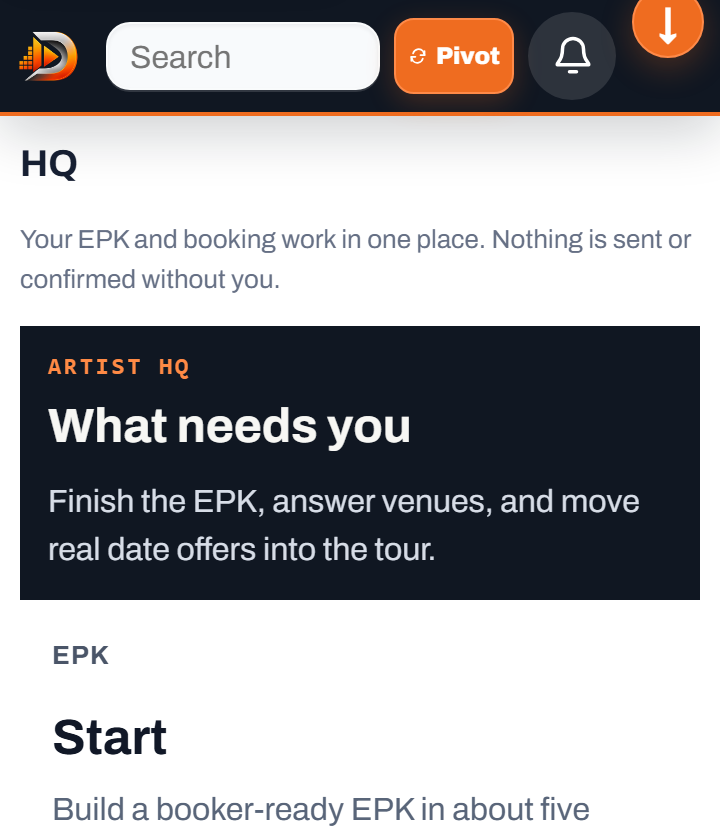 Search
Pivot
HQ
Your EPK and booking work in one place. Nothing is sent or
confirmed without you.
ARTIST HQ
What needs you
Finish the EPK, answer venues, and move
real date offers into the tour.
EPK
Start
Build a booker-ready EPK in about five